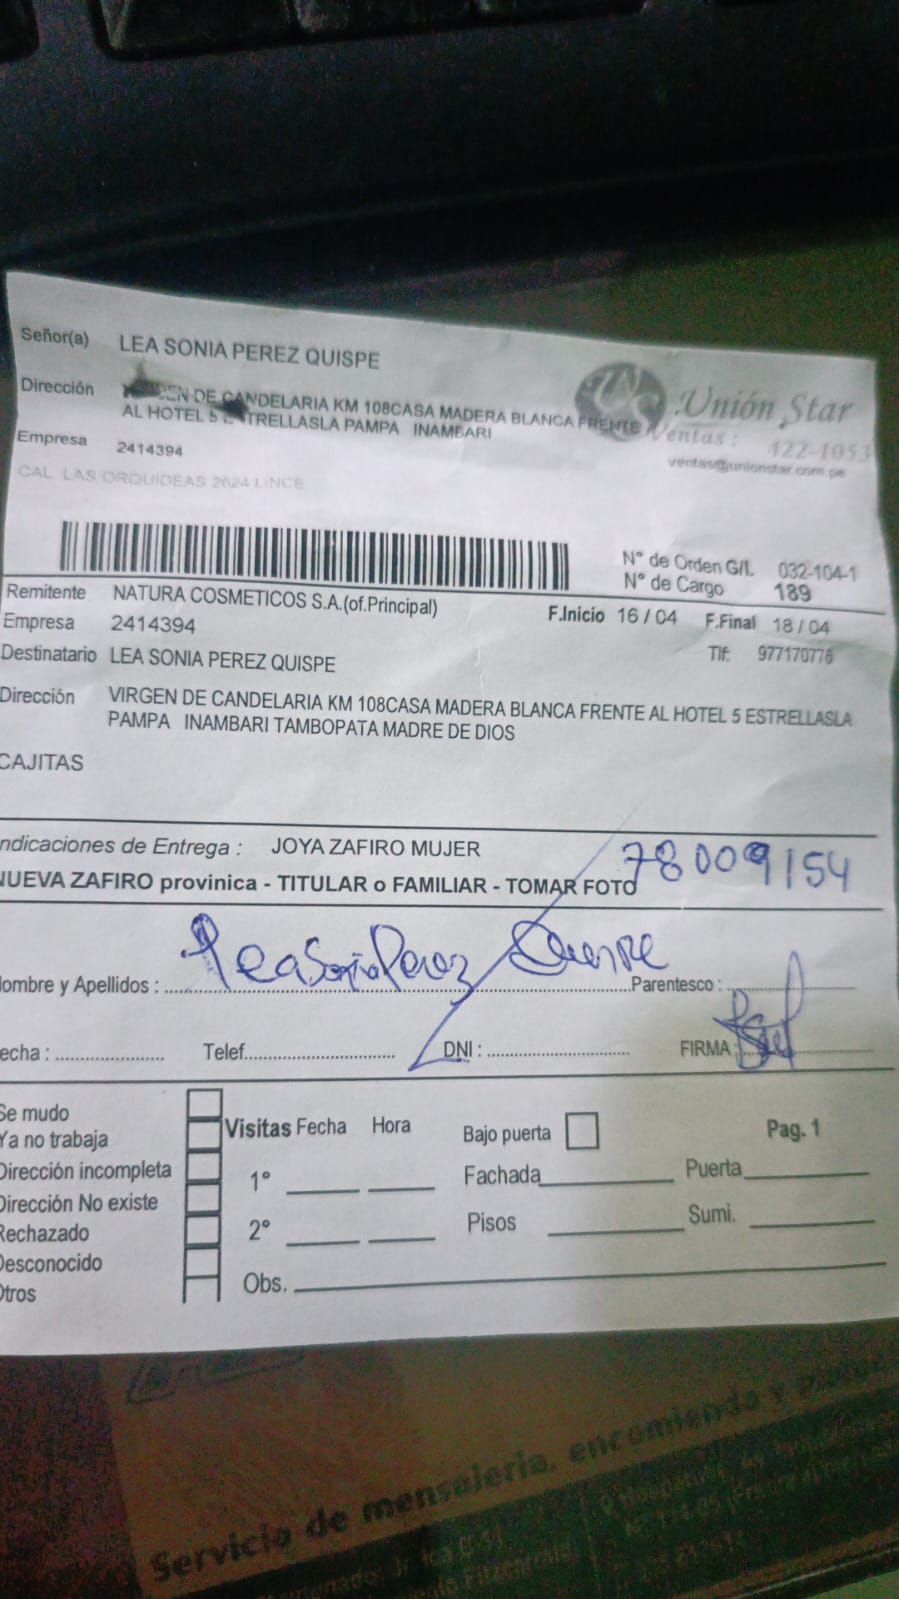 Señor(a) LEA SONIA PEREZ QUISPE
Dirección EN DE CANDELARIA KM 108CASA MADERA BLANCA FRENTE
AL HOTEL 5 TRELLASLA PAMPA INAMBARI
Unión Star
Ventas : 422-1053
ventas@unionstar.com.pe
Empresa 2414394
CAL. LAS ORQUIDEAS 2624 LINCE
N° de Orden G/L 032-104-1
N° de Cargo 189
Remitente NATURA COSMETICOS S.A.(of.Principal)
F.Inicio 16 / 04 F.Final 18 / 04
Empresa 2414394
Tlf: 977170776
Destinatario LEA SONIA PEREZ QUISPE
Dirección VIRGEN DE CANDELARIA KM 108CASA MADERA BLANCA FRENTE AL HOTEL 5 ESTRELLASLA
PAMPA INAMBARI TAMBOPATA MADRE DE DIOS
CAJITAS
ndicaciones de Entrega : JOYA ZAFIRO MUJER
78009154
NUEVA ZAFIRO provinica - TITULAR o FAMILIAR - TOMAR FOTO
Lea Sonia Perez Quispe
Nombre y Apellidos : Parentesco :
echa : Telef. DNI : FIRMA :
Se mudo
Ya no trabaja
Dirección incompleta
Dirección No existe
Rechazado
Desconocido
Otros
Visitas Fecha Hora
1°
2°
Obs.
Bajo puerta Pag. 1
Fachada Puerta
Pisos Sumi.
Servicio de mensajeria, encomienda y